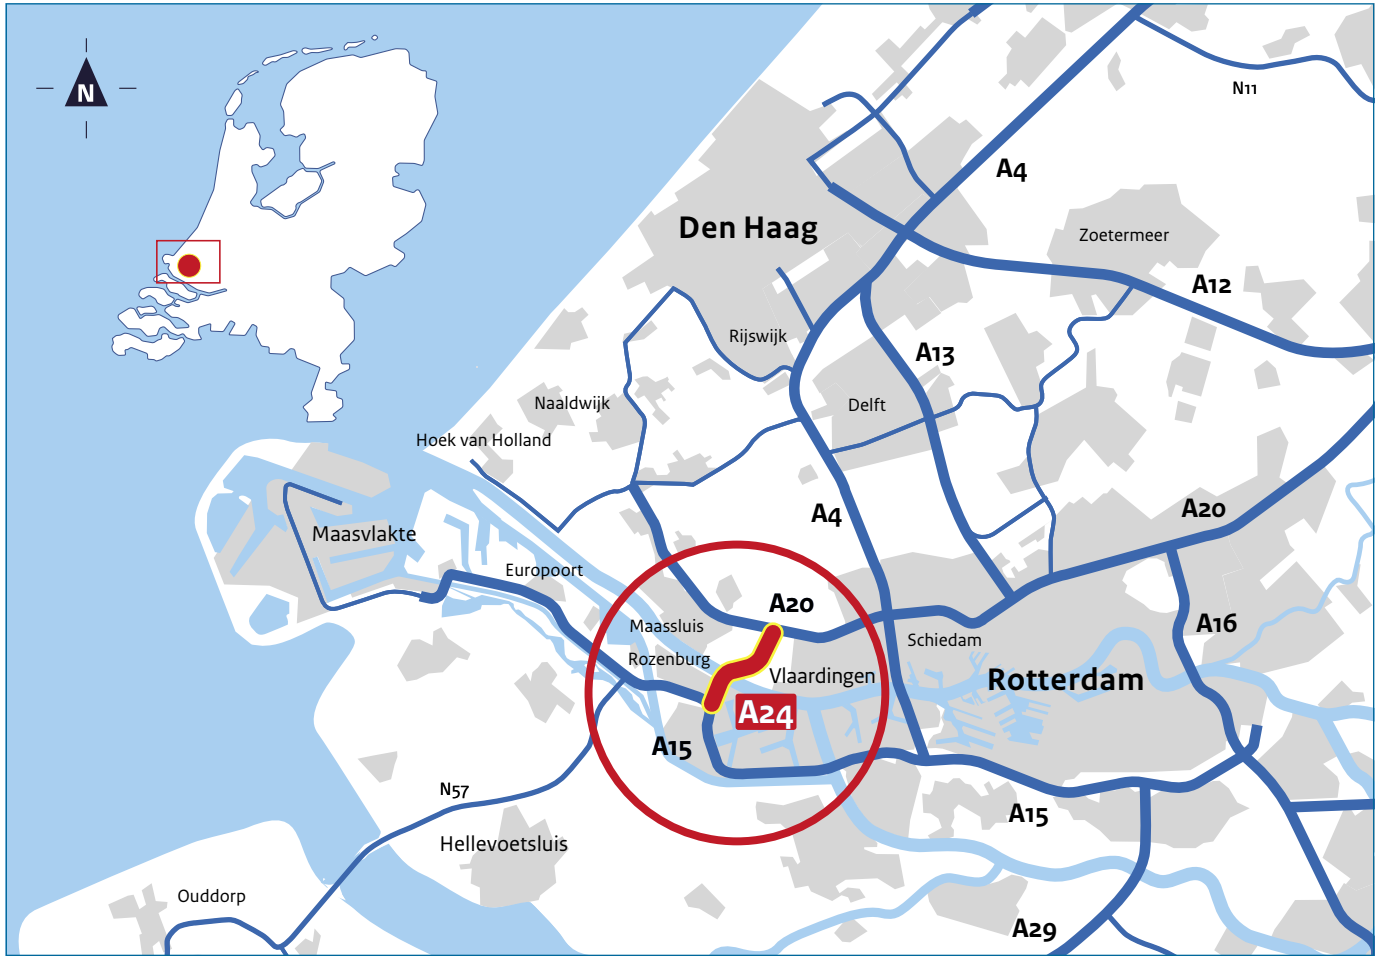 N
N11
A4
Den Haag
Zoetermeer
A12
Rijswijk
A13
Naaldwijk
Delft
Hoek van Holland
A4
A20
Maasvlakte
Europoort
A20
Maassluis
A16
Schiedam
Rozenburg
Vlaardingen
Rotterdam
A24
A15
N57
A15
Hellevoetsluis
Ouddorp
A29